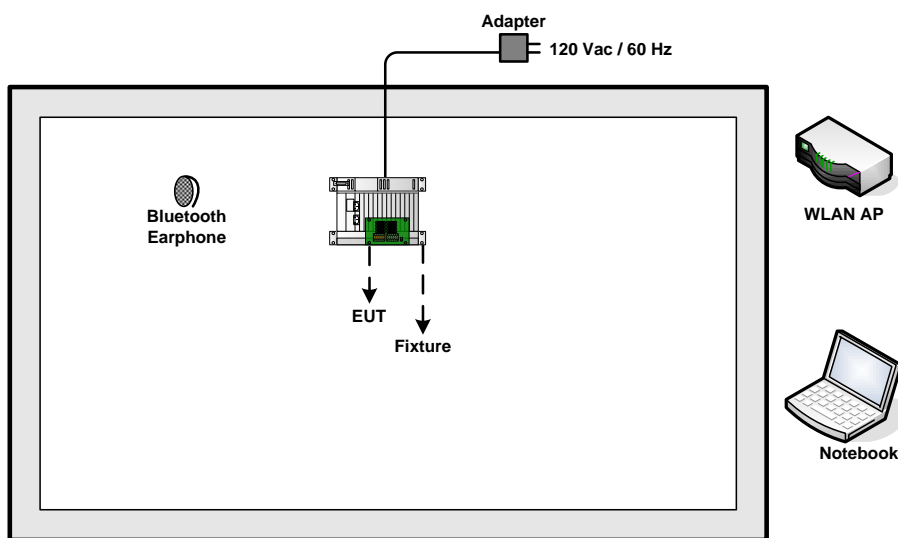 Adapter
120 Vac / 60 Hz
Bluetooth
Earphone
WLAN AP
EUT
Fixture
Notebook